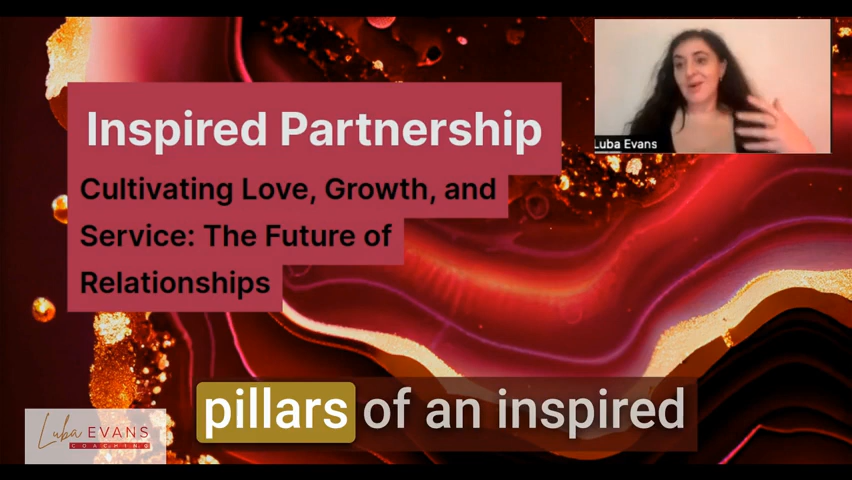 Inspired Partnership
Cultivating Love, Growth, and
Service: The Future of
Relationships
Luba Evans
pillars of an inspired
Luba EVANS
COACHING